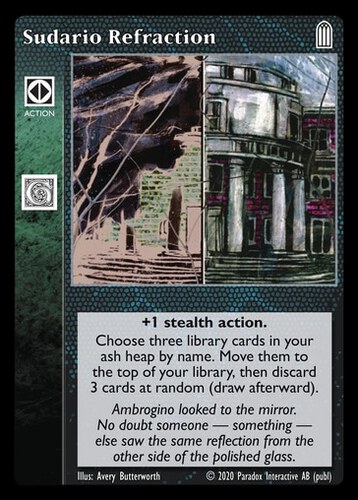 Sudario Refraction
ACTION
+1 stealth action.
Choose three library cards in your
ash heap by name. Move them to
the top of your library, then discard
3 cards at random (draw afterward).
Ambrogino looked to the mirror.
No doubt someone — something —
else saw the same reflection from the
other side of the polished glass.
Illus: Avery Butterworth © 2020 Paradox Interactive AB (publ)